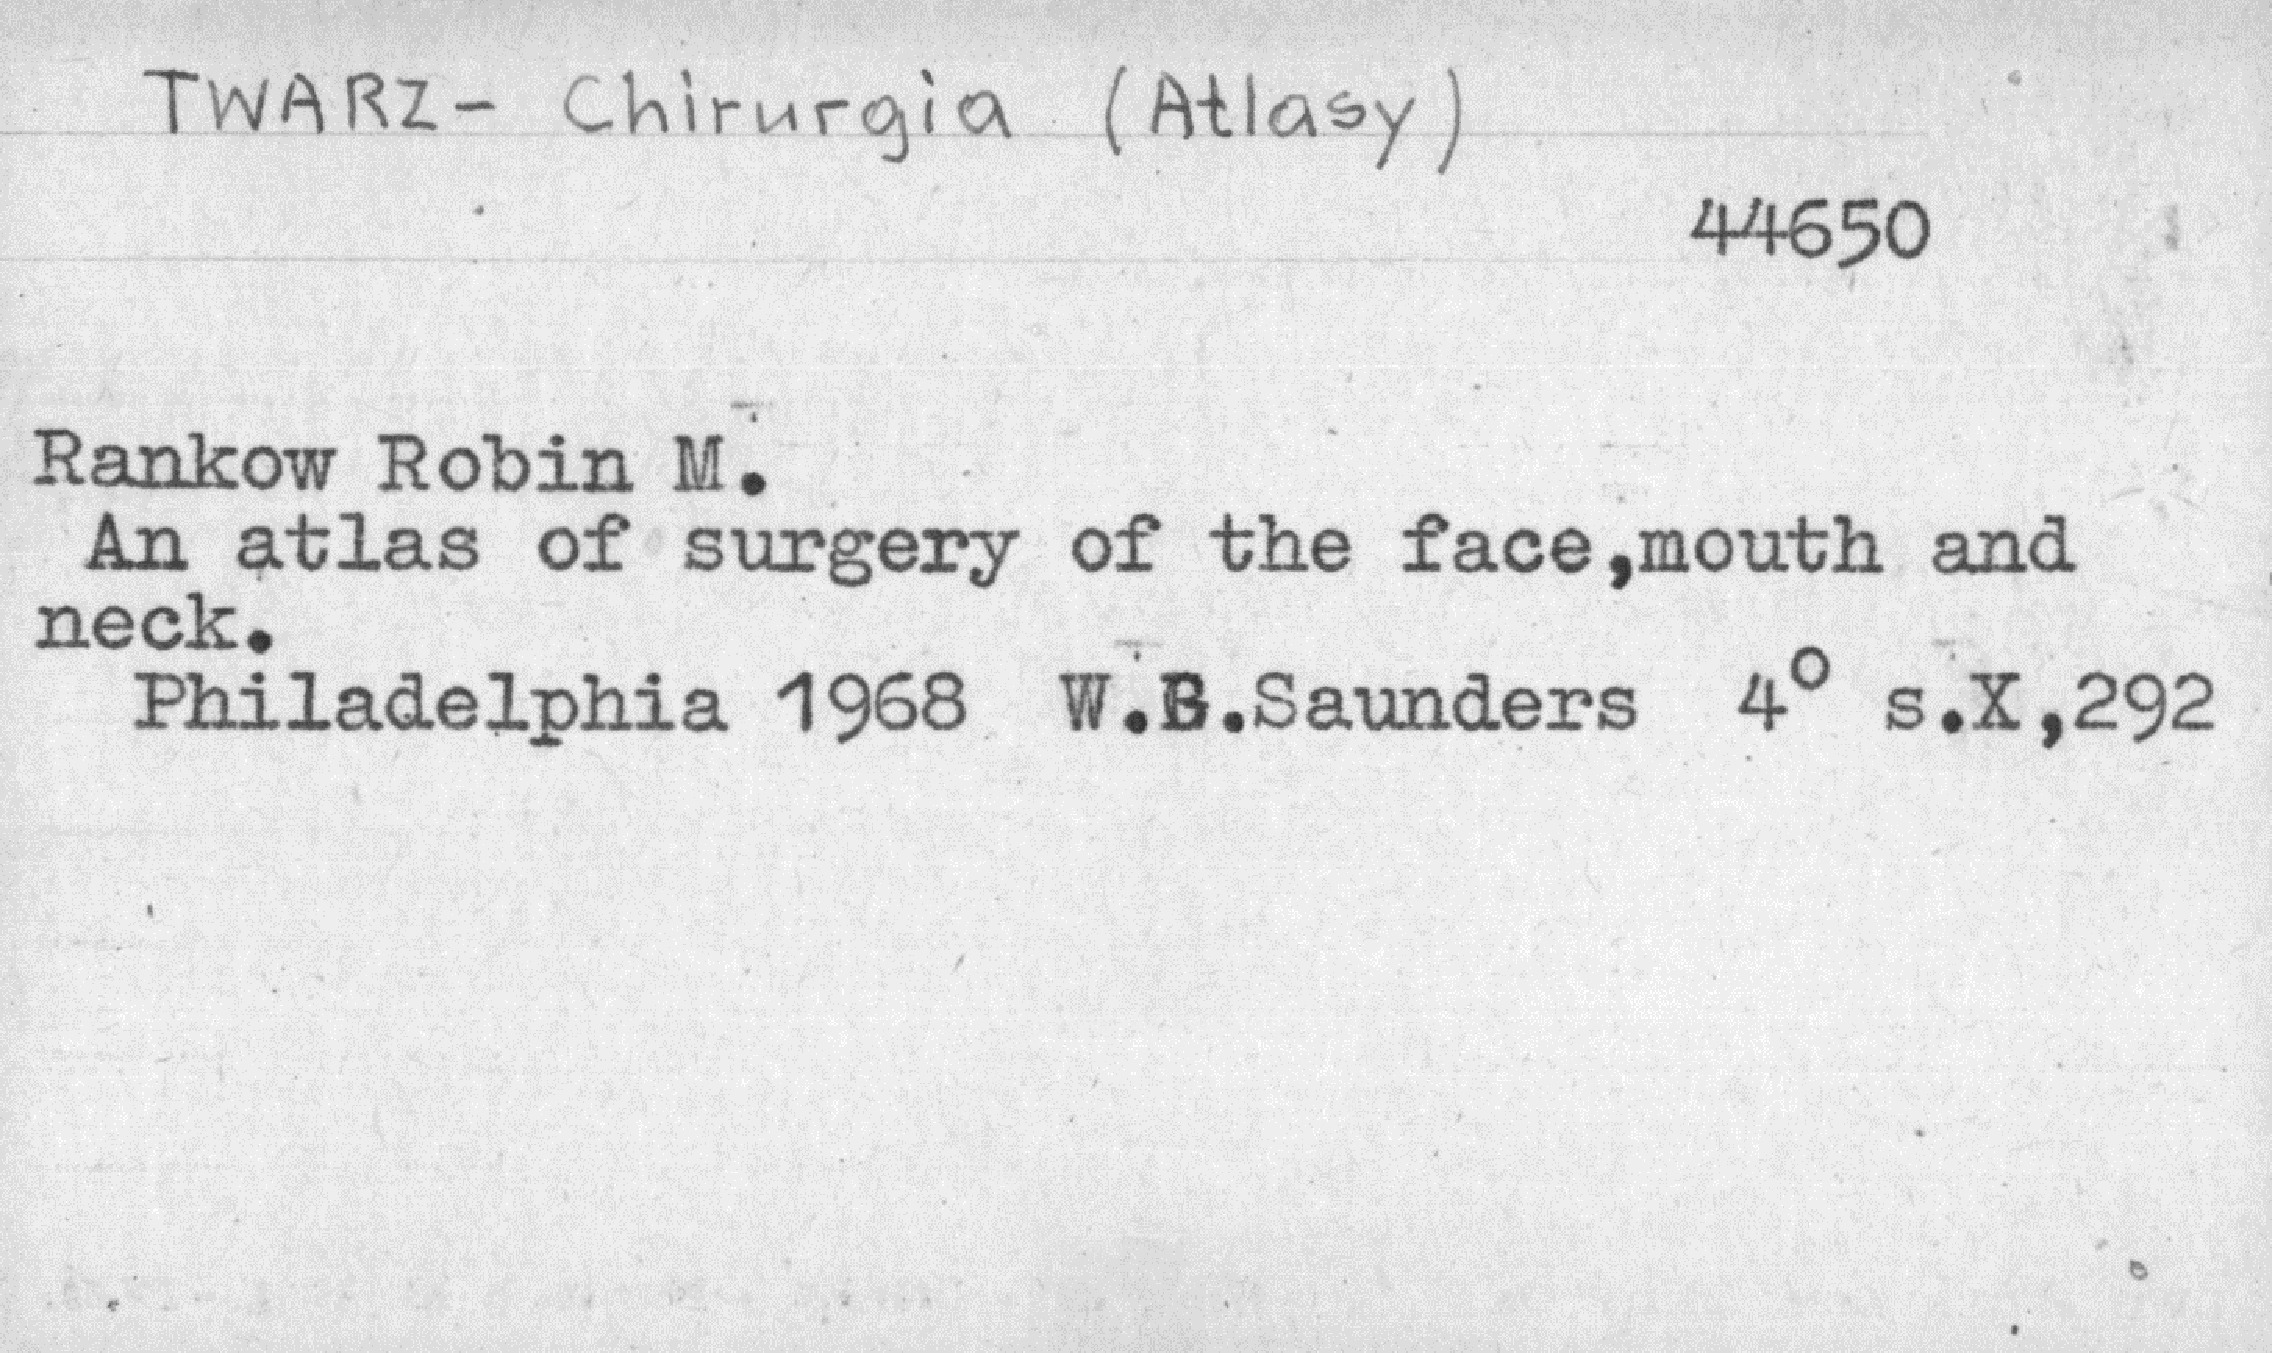 TWARZ- Chirurgia (Atlasy)
44650
Rankow Robin M.
An atlas of surgery of the face,mouth and
neck.
Philadelphia 1968 W.B.Saunders 4° s.X,292